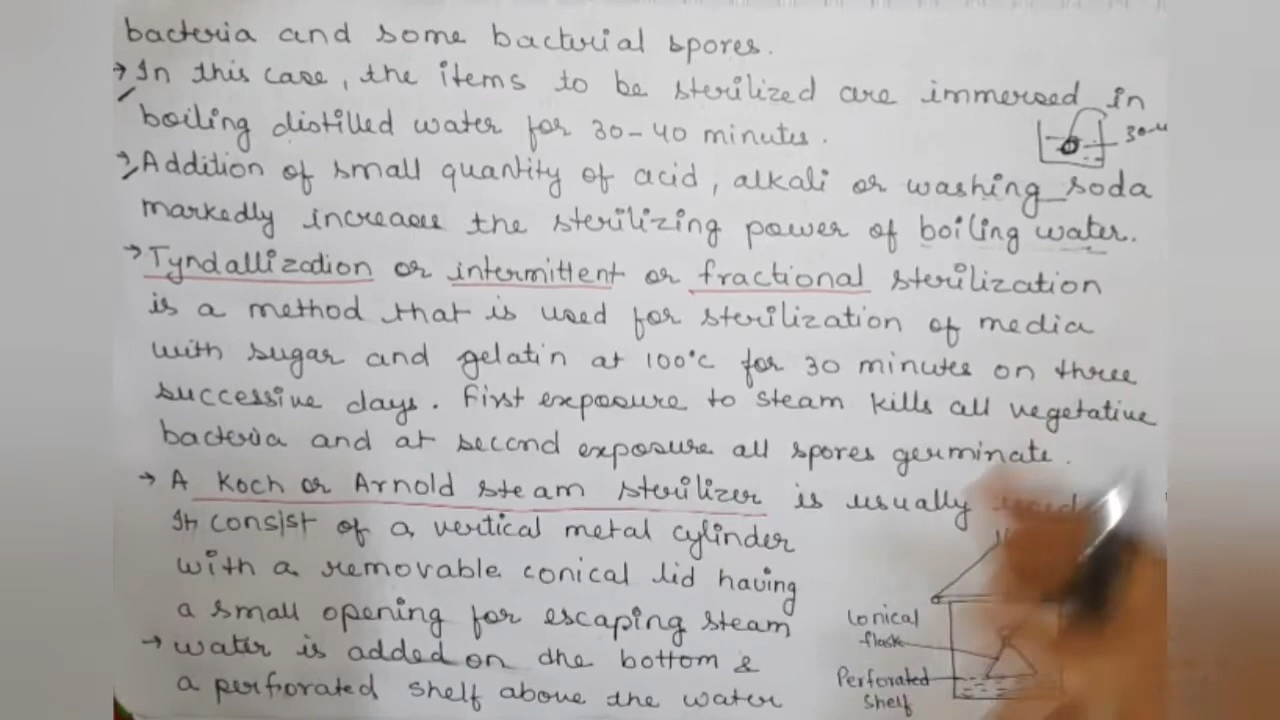 bacteria and some bacterial spores.
→ In this case, the items to be sterilized are immersed in
boiling distilled water for 30-40 minutes.
30-4
→ Addition of small quantity of acid, alkali or washing soda
markedly increases the sterilizing power of boiling water.
→ Tyndallization or intermittent or fractional sterilization
is a method that is used for sterilization of media
with sugar and gelatin at 100°c for 30 minutes on three
successive days. First exposure to steam kills all vegetative
bacteria and at second exposure all spores germinate.
→ A Koch or Arnold steam sterilizer is usually used
It consist of a vertical metal cylinder
with a removable conical lid having
a small opening for escaping steam
→ water is added on the bottom &
a perforated shelf above the water
Conical
flask
Perforated
shelf